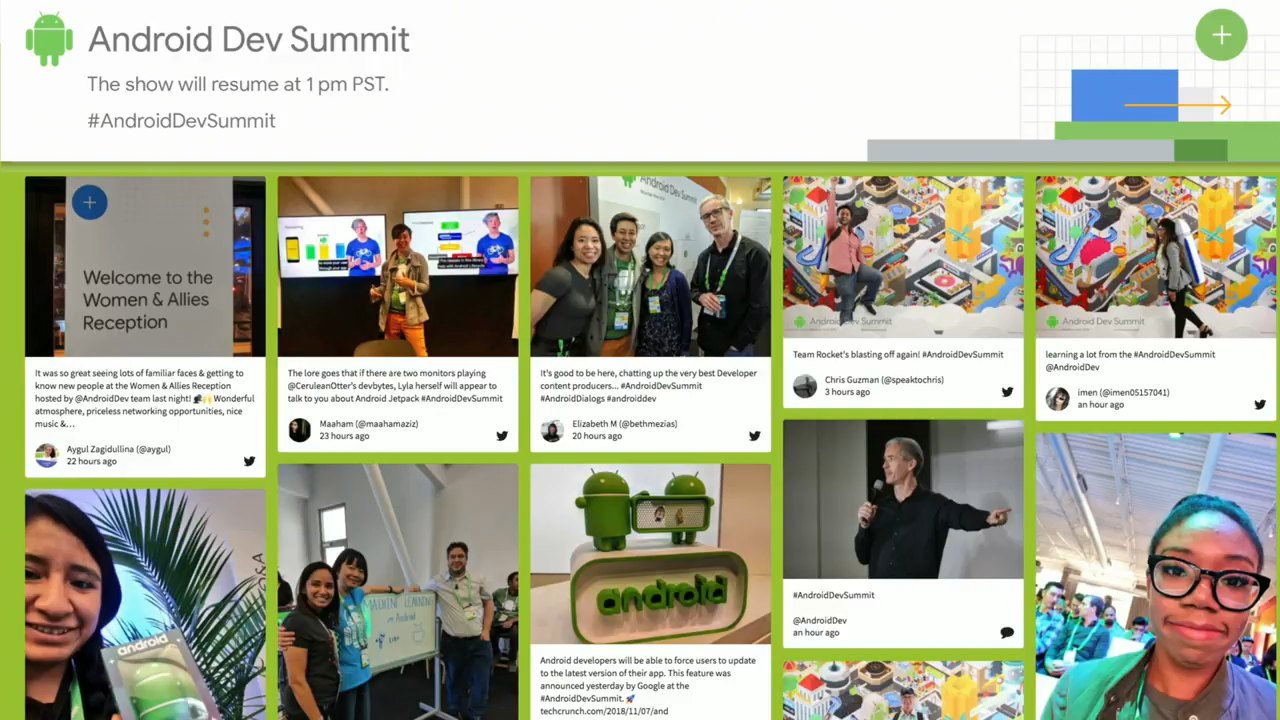 Android Dev Summit
The show will resume at 1 pm PST.
#AndroidDevSummit
Welcome to the
Women & Allies
Reception
It was so great seeing lots of familiar faces & getting to
know new people at the Women & Allies Reception
hosted by @AndroidDev team last night! Wonderful
atmosphere, priceless networking opportunities, nice
music &...
Aygul Zagidullina (@aygul)
22 hours ago
android
The lore goes that if there are two monitors playing
@CeruleanOtter's devbytes, Lyla herself will appear to
talk to you about Android Jetpack #AndroidDevSummit
Maaham (@maahamaziz)
23 hours ago
MACHINE LEARNING
on Android
Android Dev Summit
It's good to be here, chatting up the very best Developer
content producers... #AndroidDevSummit
#AndroidDialogs #androiddev
Elizabeth M (@bethmezias)
20 hours ago
android
Android developers will be able to force users to update
to the latest version of their app. This feature was
announced yesterday by Google at the
#AndroidDevSummit. 🚀
techcrunch.com/2018/11/07/and
Android Dev Summit
Team Rocket's blasting off again! #AndroidDevSummit
Chris Guzman (@speaktochris)
3 hours ago
#AndroidDevSummit
@AndroidDev
an hour ago
Android Dev Summit
learning a lot from the #AndroidDevSummit
@AndroidDev
imen (@imen05157041)
an hour ago